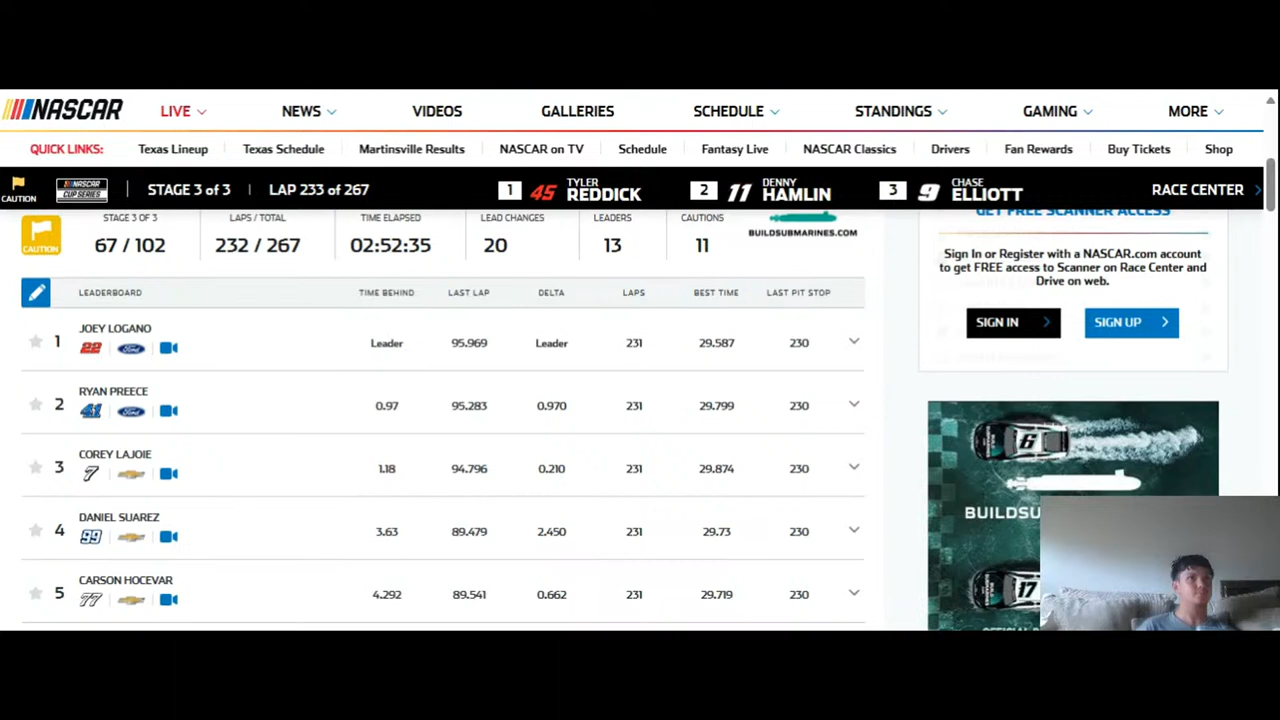 NASCAR LIVE NEWS VIDEOS GALLERIES SCHEDULE STANDINGS GAMING MORE
QUICK LINKS: Texas Lineup Texas Schedule Martinsville Results NASCAR on TV Schedule Fantasy Live NASCAR Classics Drivers Fan Rewards Buy Tickets Shop
CAUTION NASCAR CUP SERIES STAGE 3 OF 3 LAP 233 OF 267 1 45 TYLER REDDICK 2 11 DENNY HAMLIN 3 9 CHASE ELLIOTT RACE CENTER
CAUTION
STAGE 3 OF 3 LAPS / TOTAL TIME ELAPSED LEAD CHANGES LEADERS CAUTIONS
67 / 102 232 / 267 02:52:35 20 13 11
BUILDSUBMARINES.COM
LEADERBOARD TIME BEHIND LAST LAP DELTA LAPS BEST TIME LAST PIT STOP
1 JOEY LOGANO 22 Ford Leader 95.969 Leader 231 29.587 230
2 RYAN PREECE 41 Ford 0.97 95.283 0.970 231 29.799 230
3 COREY LAJOIE 7 1.18 94.796 0.210 231 29.874 230
4 DANIEL SUAREZ 99 3.63 89.479 2.450 231 29.73 230
5 CARSON HOCEVAR 77 4.292 89.541 0.662 231 29.719 230
GET FREE SCANNER ACCESS
Sign In or Register with a NASCAR.com account
to get FREE access to Scanner on Race Center and
Drive on web.
SIGN IN SIGN UP
6
BUILDSU
17